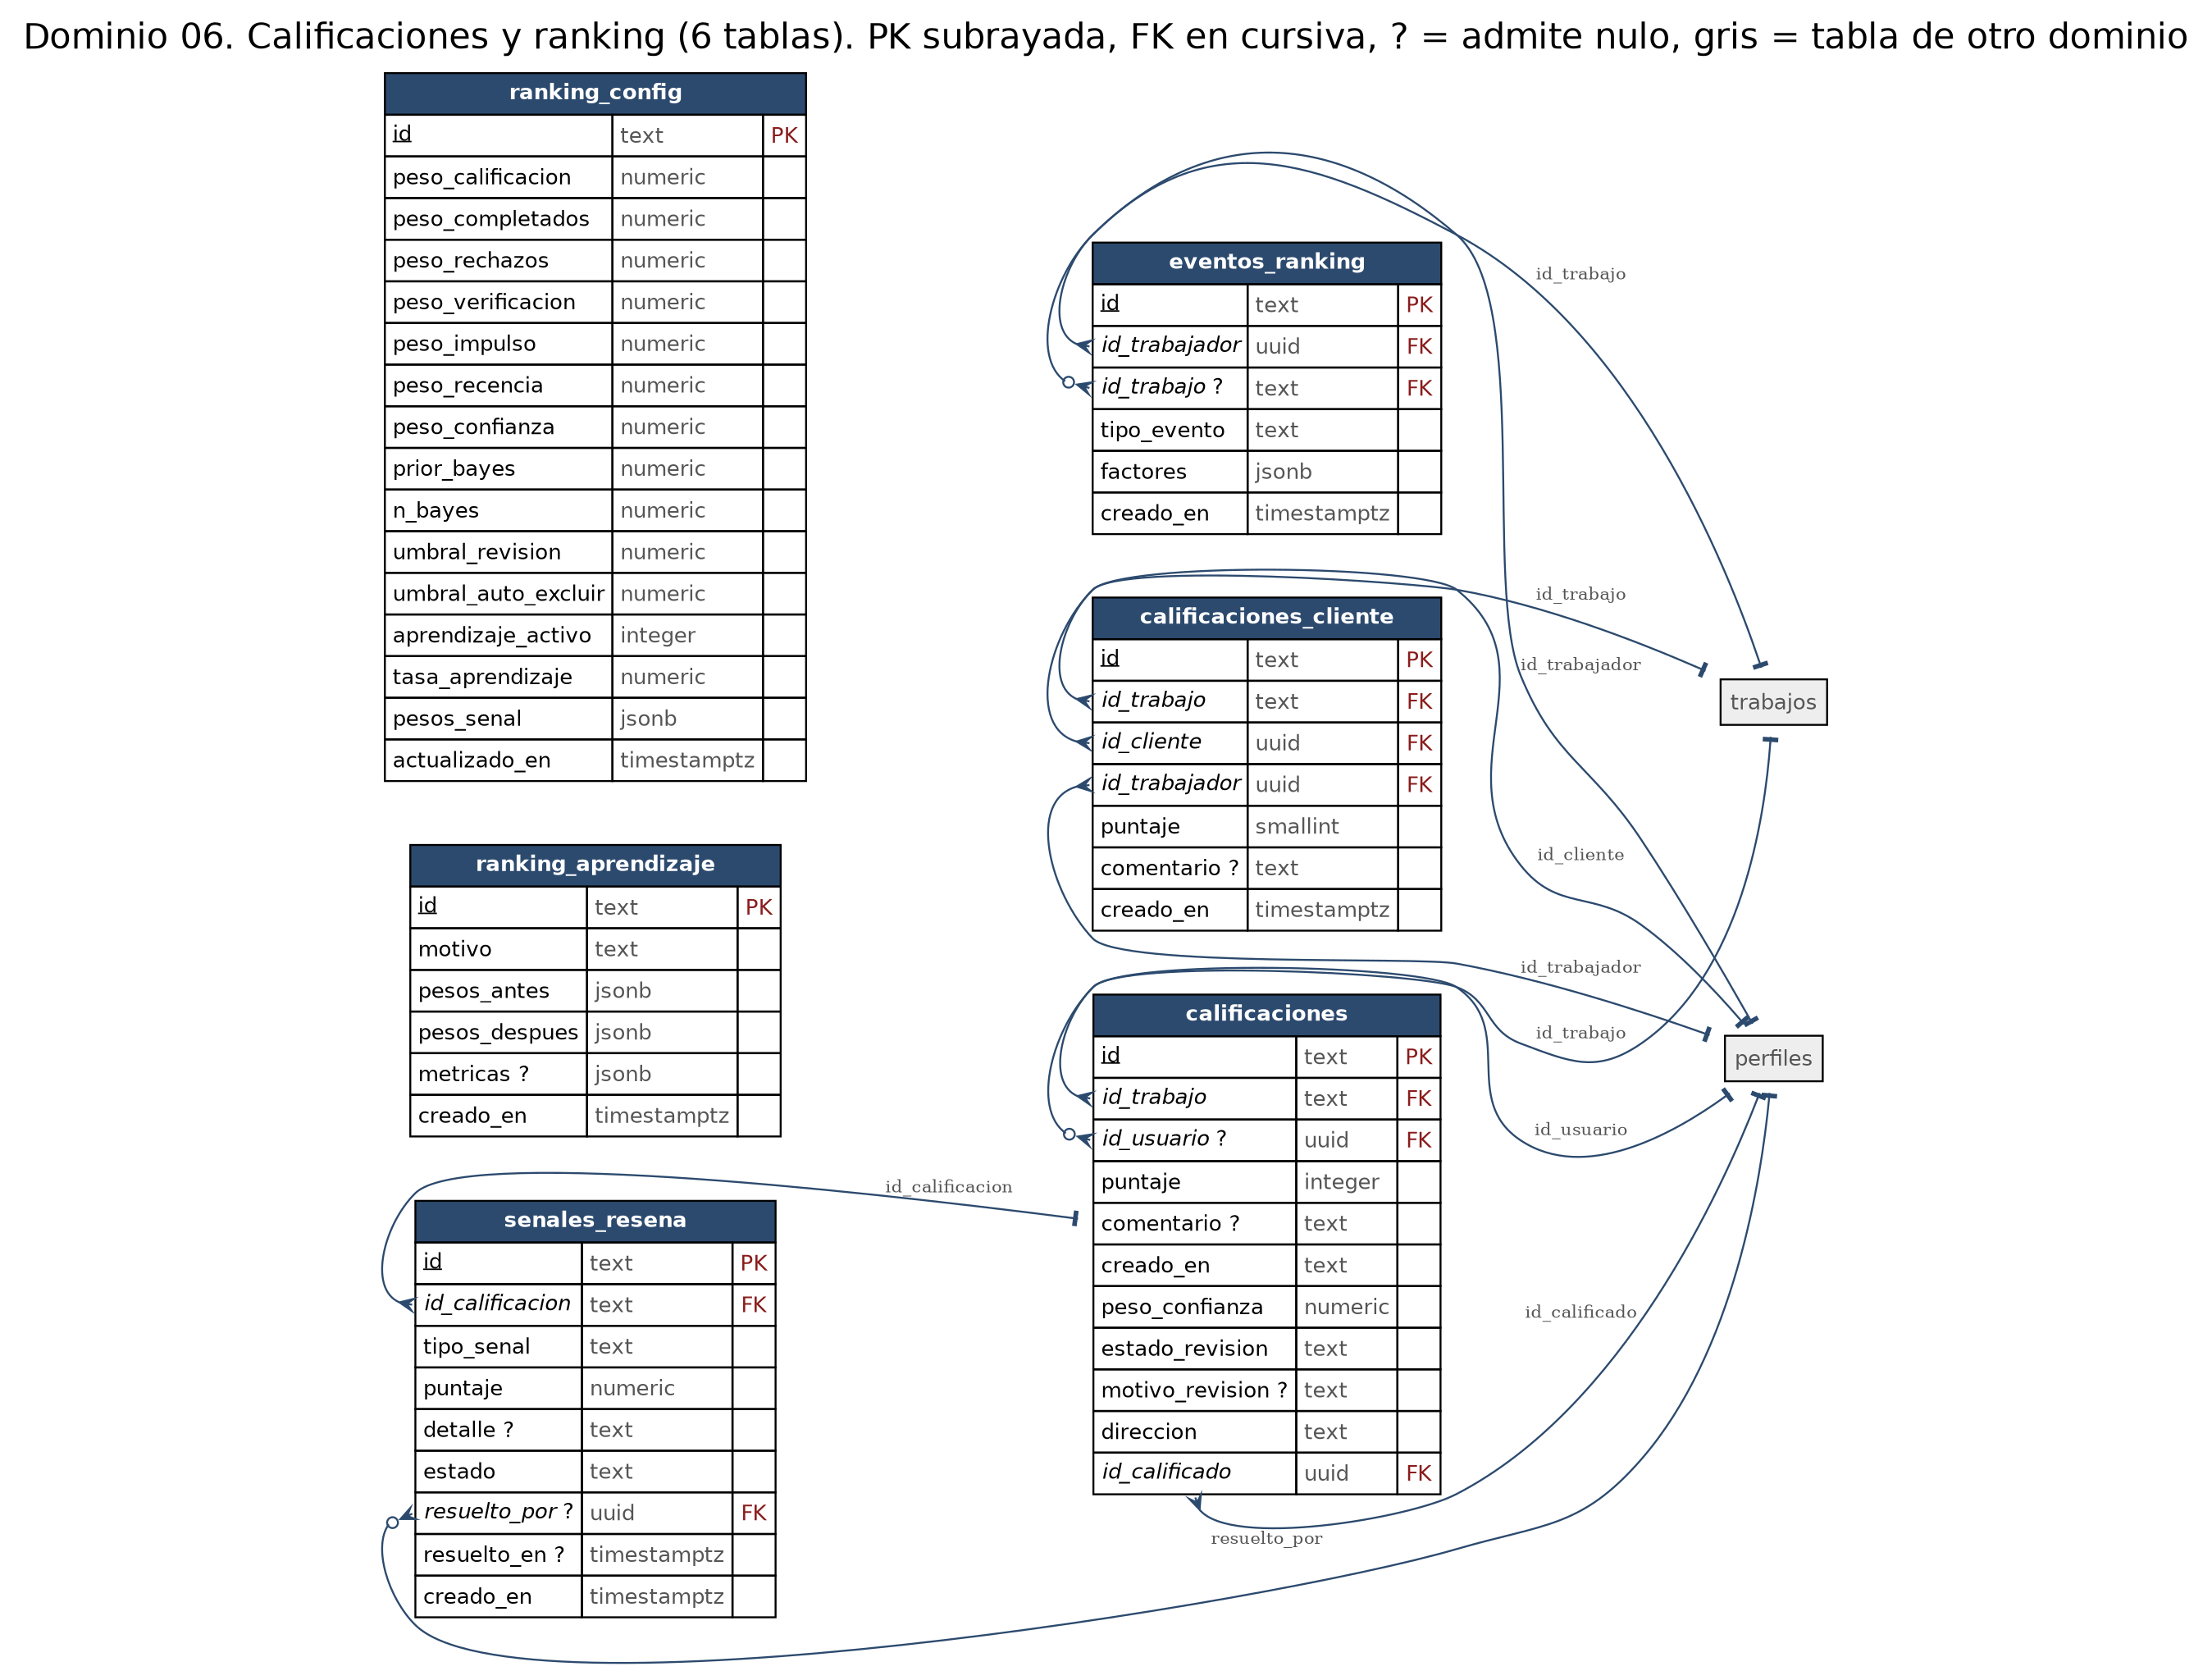 Dominio 06. Calificaciones y ranking (6 tablas). PK subrayada, FK en cursiva, ? = admite nulo, gris = tabla de otro dominio
ranking_config
id text PK
peso_calificacion numeric
peso_completados numeric
peso_rechazos numeric
peso_verificacion numeric
peso_impulso numeric
peso_recencia numeric
peso_confianza numeric
prior_bayes numeric
n_bayes numeric
umbral_revision numeric
umbral_auto_excluir numeric
aprendizaje_activo integer
tasa_aprendizaje numeric
pesos_senal jsonb
actualizado_en timestamptz
ranking_aprendizaje
id text PK
motivo text
pesos_antes jsonb
pesos_despues jsonb
metricas ? jsonb
creado_en timestamptz
senales_resena
id text PK
id_calificacion text FK
tipo_senal text
puntaje numeric
detalle ? text
estado text
resuelto_por ? uuid FK
resuelto_en ? timestamptz
creado_en timestamptz
id_calificacion
eventos_ranking
id text PK
id_trabajador uuid FK
id_trabajo ? text FK
tipo_evento text
factores jsonb
creado_en timestamptz
calificaciones_cliente
id text PK
id_trabajo text FK
id_cliente uuid FK
id_trabajador uuid FK
puntaje smallint
comentario ? text
creado_en timestamptz
calificaciones
id text PK
id_trabajo text FK
id_usuario ? uuid FK
puntaje integer
comentario ? text
creado_en text
peso_confianza numeric
estado_revision text
motivo_revision ? text
direccion text
id_calificado uuid FK
resuelto_por
id_trabajo
id_trabajo
id_trabajador
id_cliente
id_trabajador
id_trabajo
id_usuario
id_calificado
trabajos
perfiles